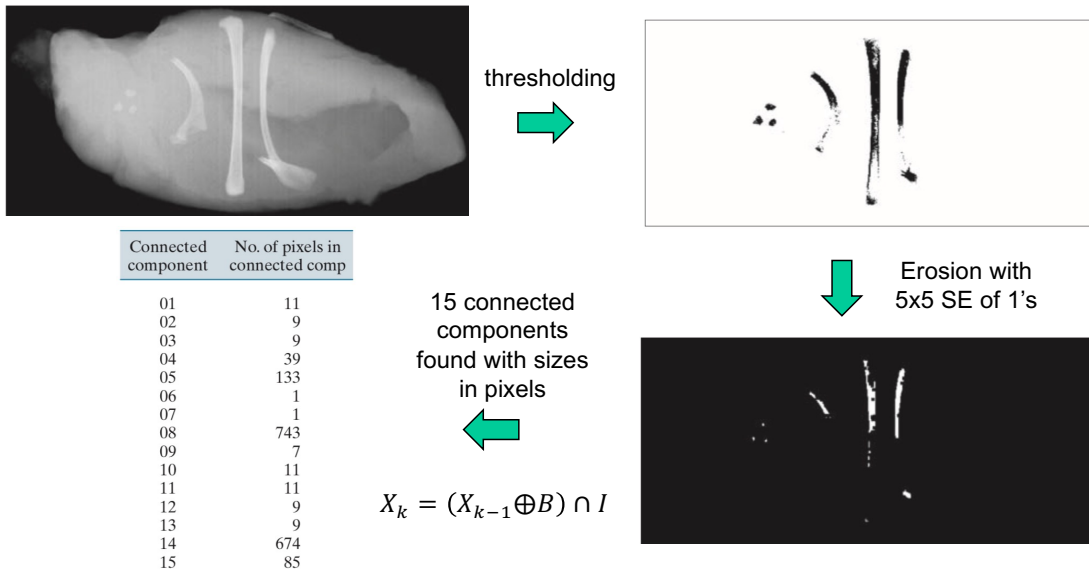 thresholding
Erosion with
5x5 SE of 1's
15 connected
components
found with sizes
in pixels
X_k = (X_{k-1}⊕B) ∩ I
Connected component No. of pixels in connected comp
01 11
02 9
03 9
04 39
05 133
06 1
07 1
08 743
09 7
10 11
11 11
12 9
13 9
14 674
15 85